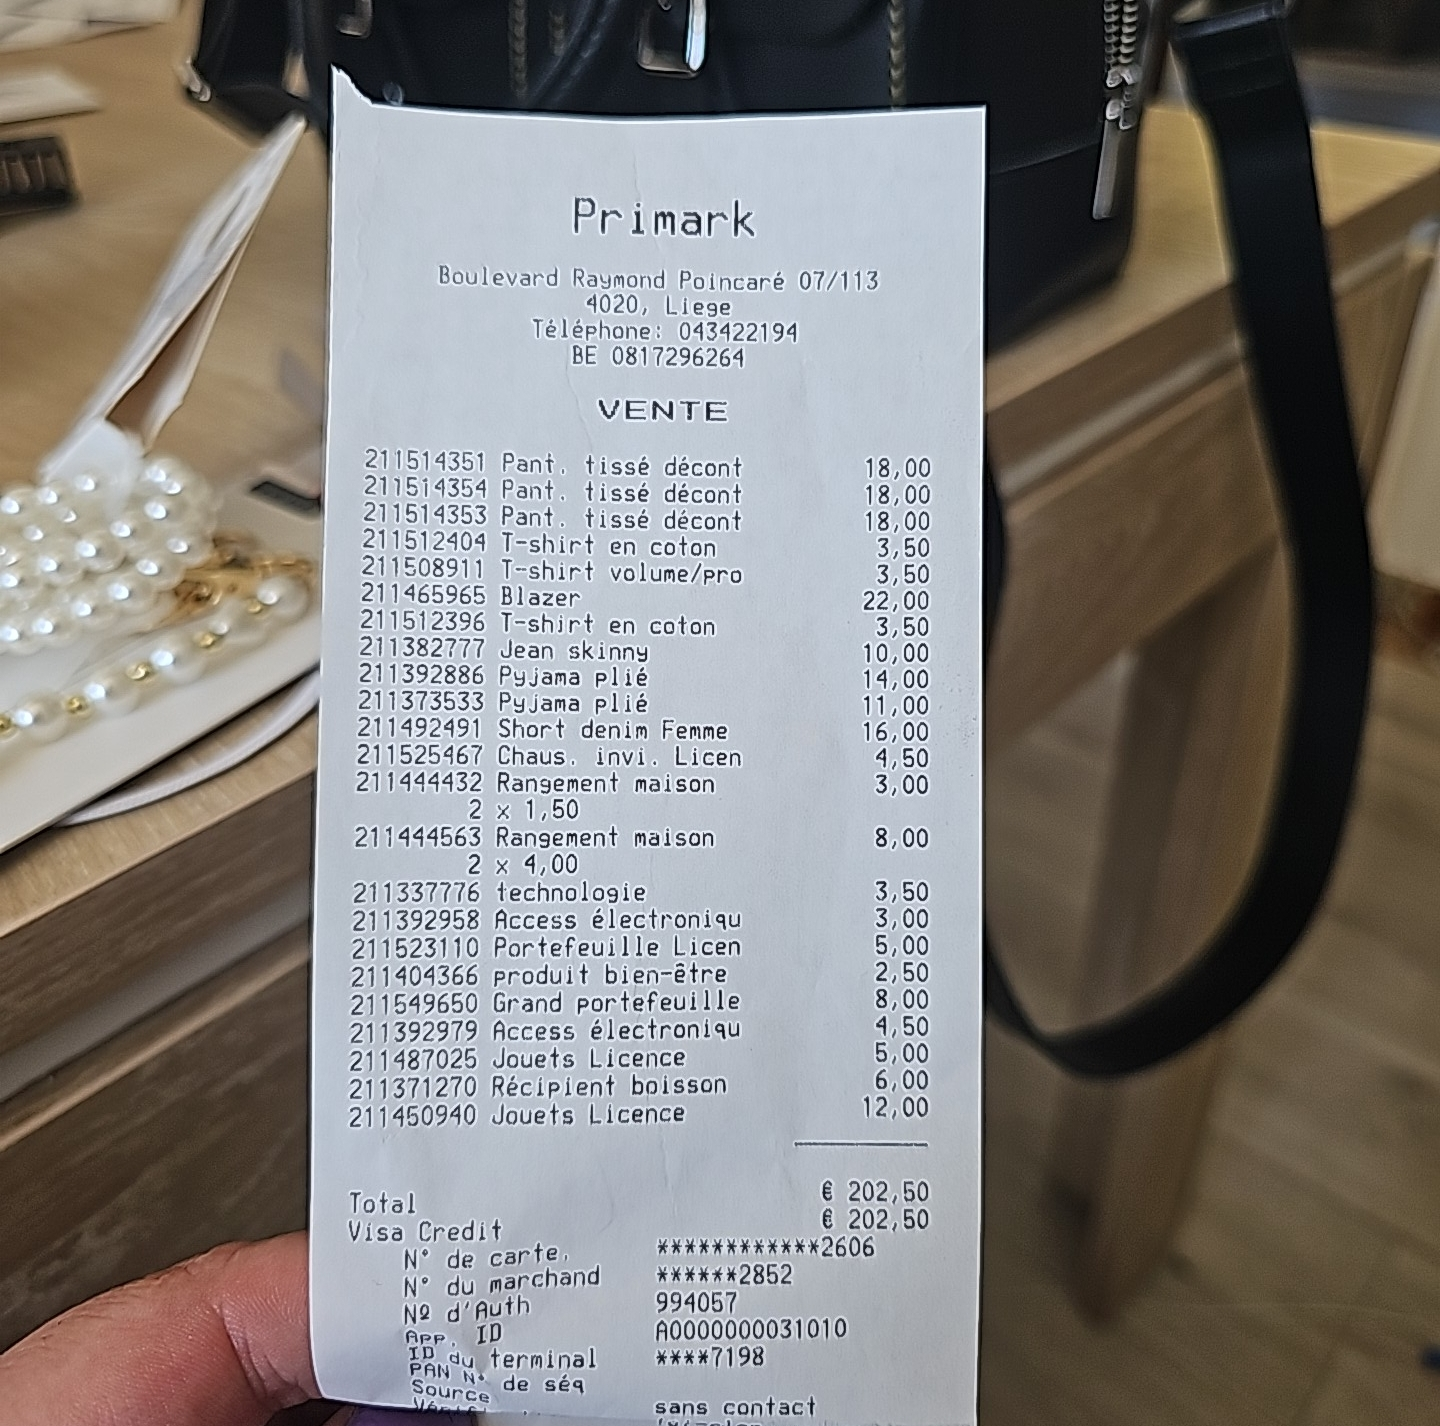 Primark
Boulevard Raymond Poincaré 07/113
4020, Liege
Téléphone: 043422194
BE 0817296264
VENTE
211514351 Pant. tissé décont 18,00
211514354 Pant. tissé décont 18,00
211514353 Pant. tissé décont 18,00
211512404 T-shirt en coton 3,50
211508911 T-shirt volume/pro 3,50
211465965 Blazer 22,00
211512396 T-shirt en coton 3,50
211382777 Jean skinny 10,00
211392886 Pyjama plié 14,00
211373533 Pyjama plié 11,00
211492491 Short denim Femme 16,00
211525467 Chaus. invi. Licen 4,50
211444432 Rangement maison 3,00
2 x 1,50
211444563 Rangement maison 8,00
2 x 4,00
211337776 technologie 3,50
211392958 Access électroniqu 3,00
211523110 Portefeuille Licen 5,00
211404366 produit bien-être 2,50
211549650 Grand portefeuille 8,00
211392979 Access électroniqu 4,50
211487025 Jouets Licence 5,00
211371270 Récipient boisson 6,00
211450940 Jouets Licence 12,00
Total € 202,50
Visa Credit € 202,50
N° de carte. ************2606
N° du marchand ******2852
Nº d'Auth 994057
App. ID A0000000031010
ID du terminal ****7198
PAN N° de séq
Source sans contact